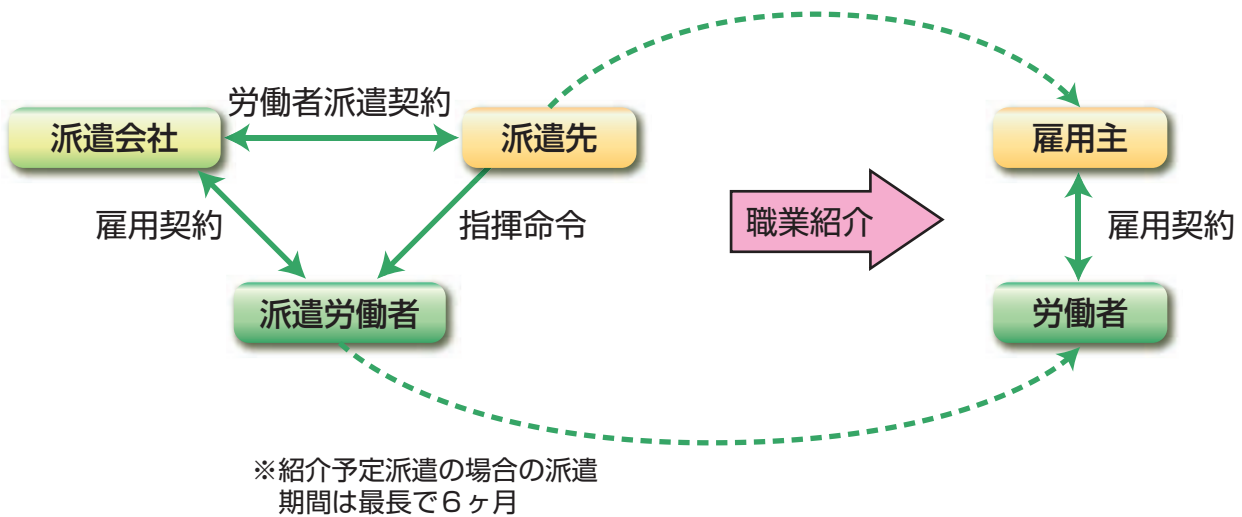 労働者派遣契約
派遣会社
派遣先
雇用主
雇用契約
指揮命令
職業紹介
雇用契約
派遣労働者
労働者
※紹介予定派遣の場合の派遣
期間は最長で６ヶ月